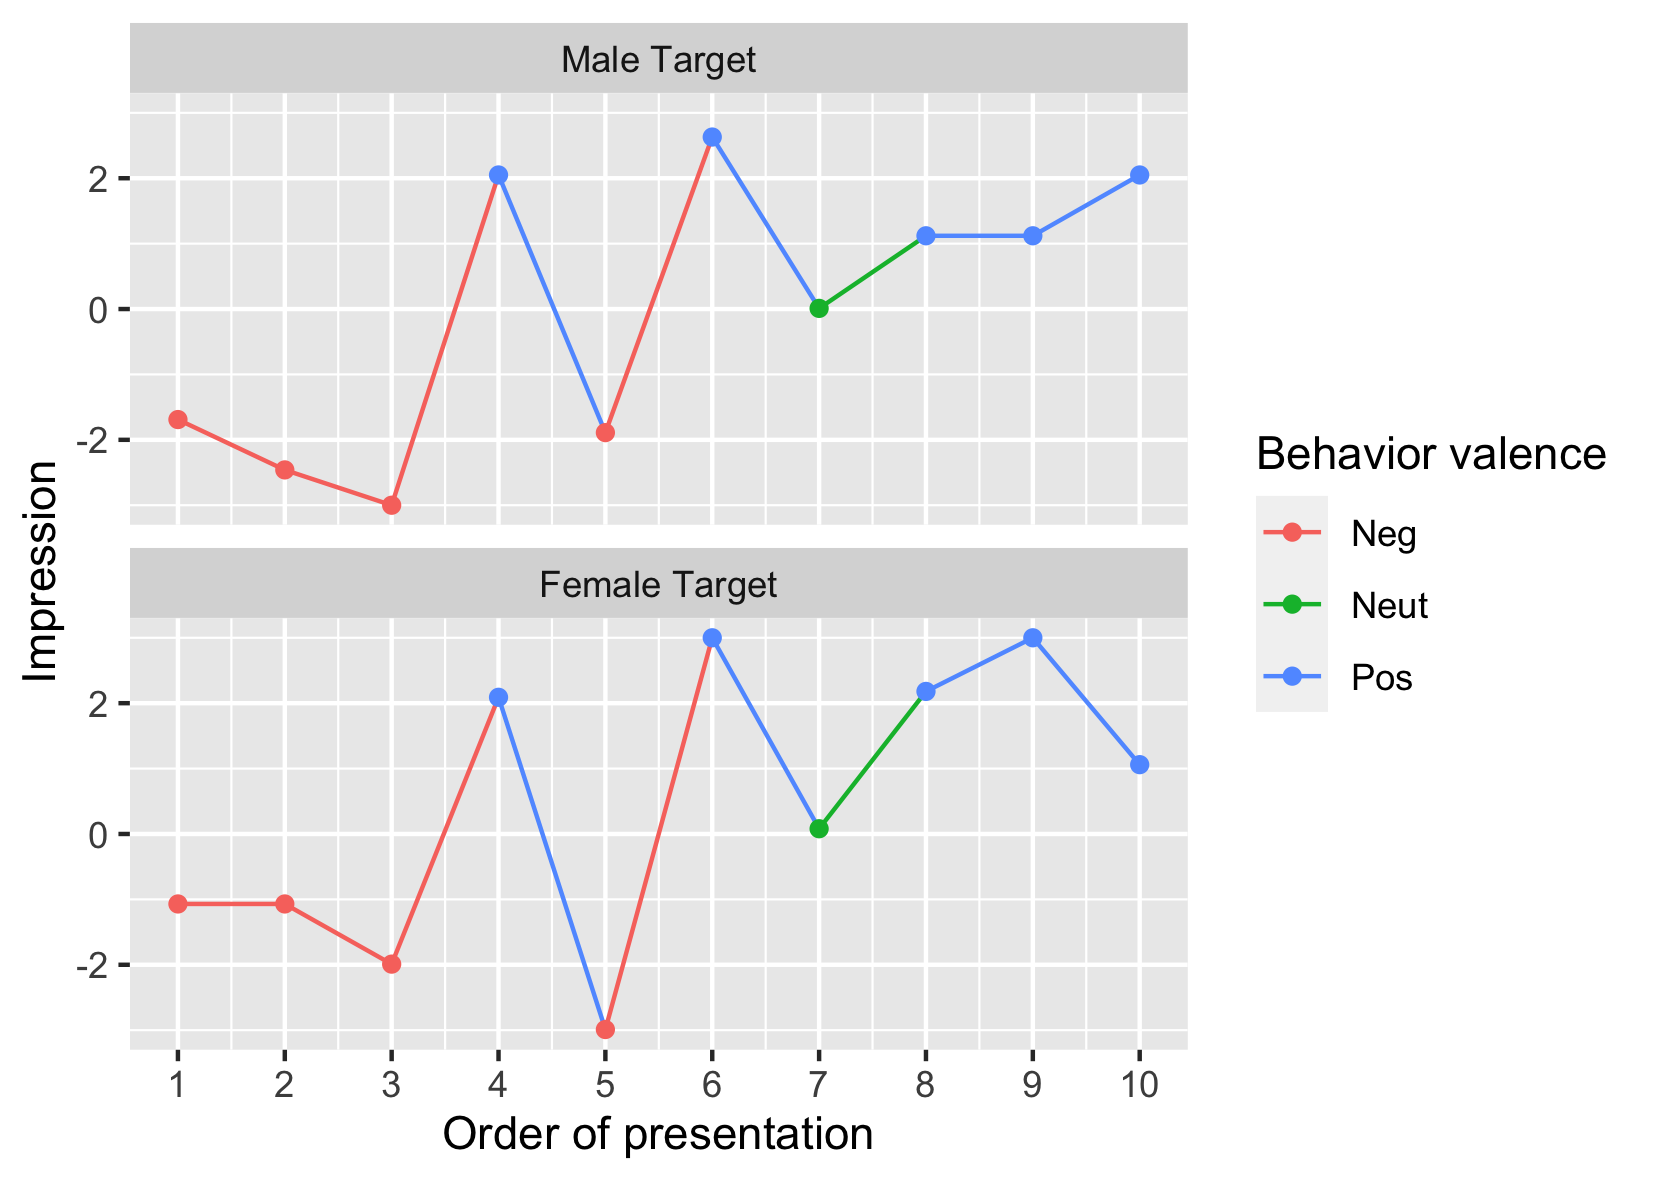 Male Target
2
0
-2
Impression
Female Target
2
0
-2
1 2 3 4 5 6 7 8 9 10
Order of presentation
Behavior valence
Neg
Neut
Pos